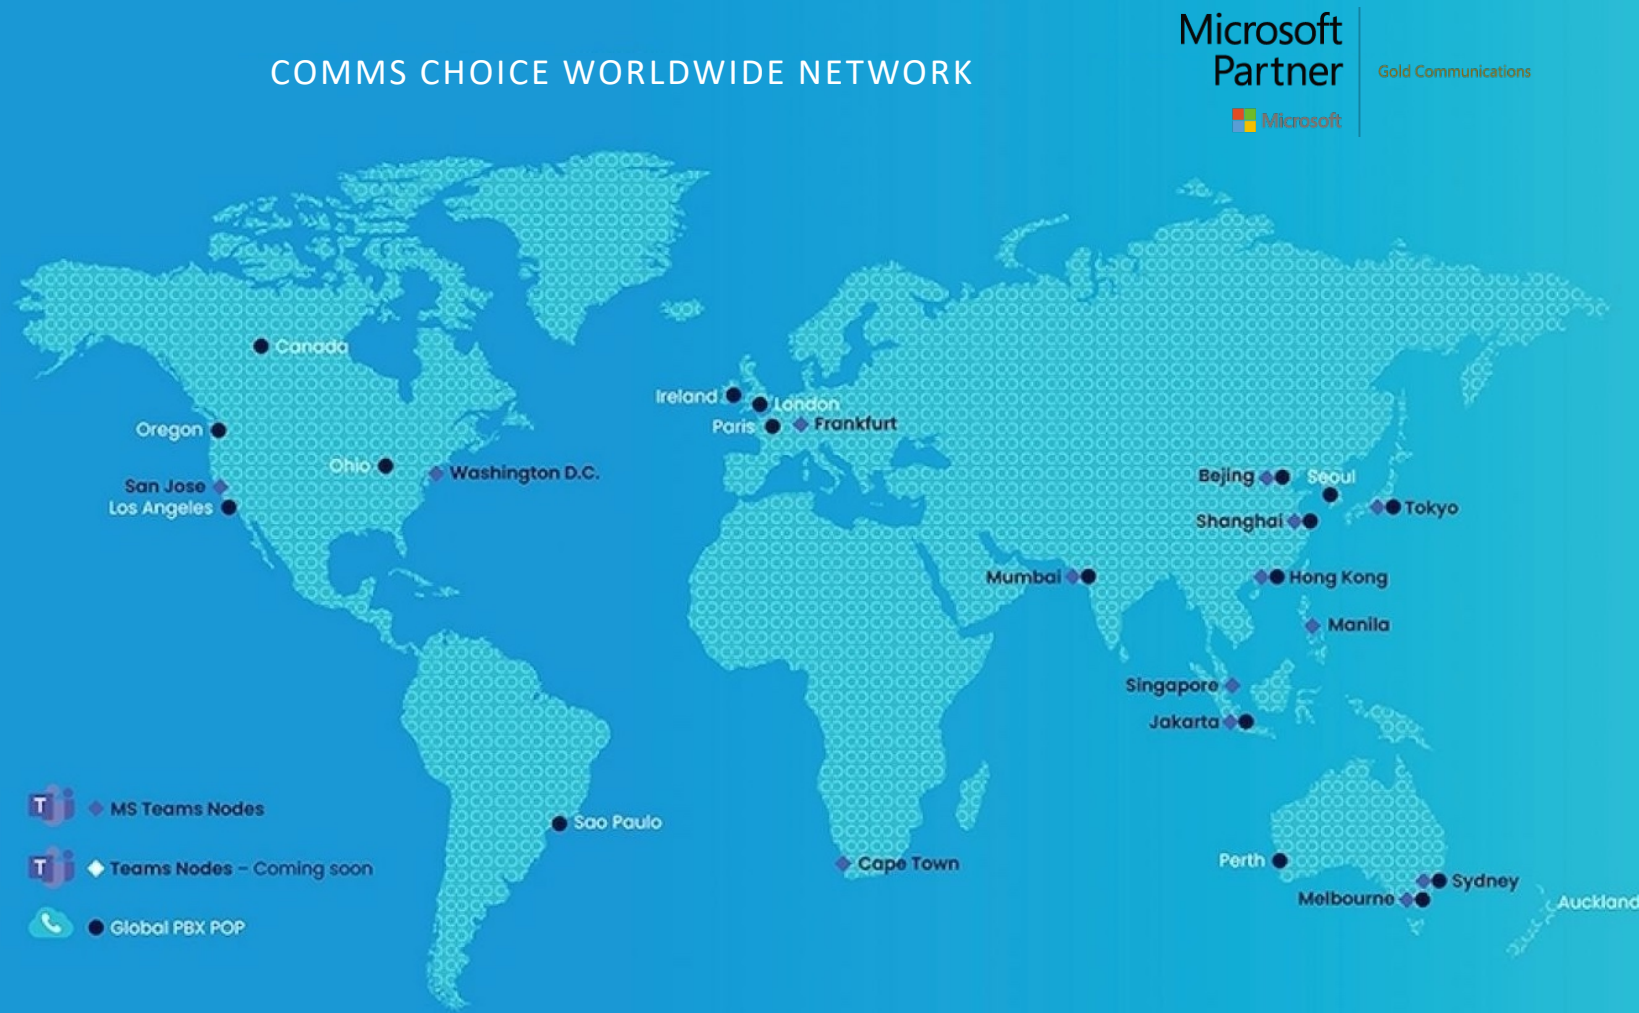 COMMS CHOICE WORLDWIDE NETWORK
Microsoft
Partner
Gold Communications
Microsoft
Canada
Ireland
London
Paris
Frankfurt
Oregon
Ohio
Washington D.C.
San Jose
Los Angeles
Bejing
Seoul
Tokyo
Shanghai
Mumbai
Hong Kong
Manila
Singapore
Jakarta
T
MS Teams Nodes
Sao Paulo
T
Teams Nodes – Coming soon
Cape Town
Perth
Sydney
Melbourne
Auckland
Global PBX POP